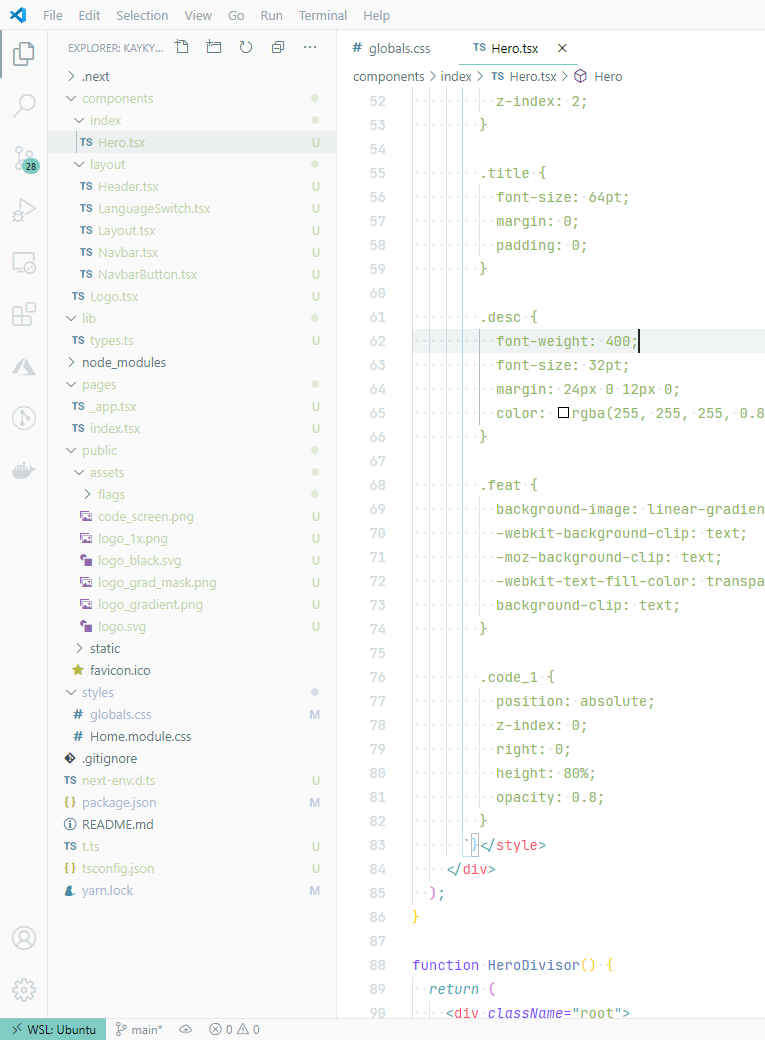 File Edit Selection View Go Run Terminal Help
EXPLORER: KAYKY...
.next
components
index
Hero.tsx U
layout
TS Header.tsx U
TS LanguageSwitch.tsx U
TS Layout.tsx U
TS Navbar.tsx U
TS NavbarButton.tsx U
TS Logo.tsx U
lib
TS types.ts U
node_modules
pages
TS _app.tsx U
TS index.tsx U
public
assets
flags
code_screen.png U
logo_1x.png U
logo_black.svg U
logo_grad_mask.png U
logo_gradient.png U
logo.svg U
static
favicon.ico
styles
# globals.css M
# Home.module.css
.gitignore
TS next-env.d.ts U
{} package.json M
README.md
TS t.ts U
{} tsconfig.json U
yarn.lock M
28
# globals.css
TS Hero.tsx ×
components > index > TS Hero.tsx > Hero
52 z-index: 2;
53 }
54
55 .title {
56 font-size: 64pt;
57 margin: 0;
58 padding: 0;
59 }
60
61 .desc {
62 font-weight: 400;
63 font-size: 32pt;
64 margin: 24px 0 12px 0;
65 color: rgba(255, 255, 255, 0.8
66 }
67
68 .feat {
69 background-image: linear-gradien
70 -webkit-background-clip: text;
71 -moz-background-clip: text;
72 -webkit-text-fill-color: transpa
73 background-clip: text;
74 }
75
76 .code_1 {
77 position: absolute;
78 z-index: 0;
79 right: 0;
80 height: 80%;
81 opacity: 0.8;
82 }
83 `}</style>
84 </div>
85 );
86 }
87
88 function HeroDivisor() {
89 return (
90 <div className="root">
WSL: Ubuntu main* 0 0